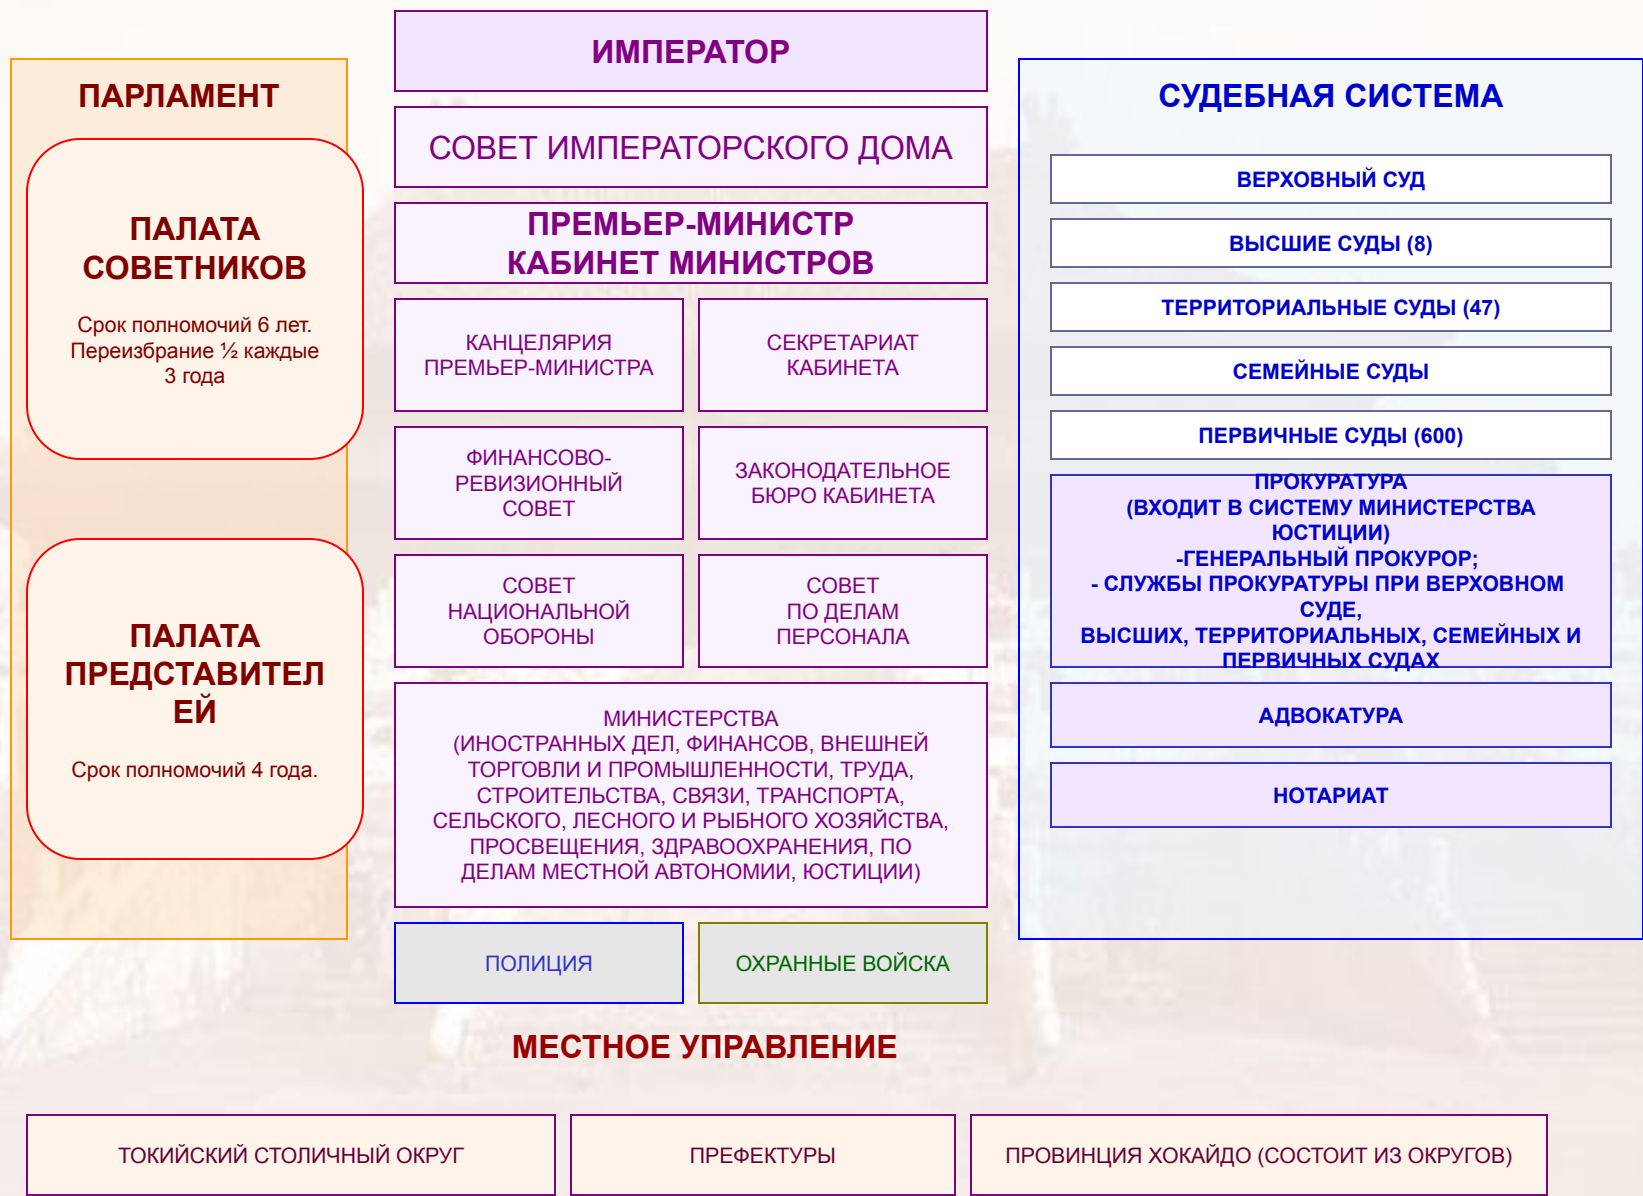 ИМПЕРАТОР
СОВЕТ ИМПЕРАТОРСКОГО ДОМА
ПРЕМЬЕР-МИНИСТР
КАБИНЕТ МИНИСТРОВ
ПАРЛАМЕНТ
ПАЛАТА
СОВЕТНИКОВ
Срок полномочий 6 лет.
Переизбрание ½ каждые
3 года
ПАЛАТА
ПРЕДСТАВИТЕЛ
ЕЙ
Срок полномочий 4 года.
КАНЦЕЛЯРИЯ
ПРЕМЬЕР-МИНИСТРА
СЕКРЕТАРИАТ
КАБИНЕТА
ФИНАНСОВО-
РЕВИЗИОННЫЙ
СОВЕТ
ЗАКОНОДАТЕЛЬНОЕ
БЮРО КАБИНЕТА
СОВЕТ
НАЦИОНАЛЬНОЙ
ОБОРОНЫ
СОВЕТ
ПО ДЕЛАМ
ПЕРСОНАЛА
МИНИСТЕРСТВА
(ИНОСТРАННЫХ ДЕЛ, ФИНАНСОВ, ВНЕШНЕЙ
ТОРГОВЛИ И ПРОМЫШЛЕННОСТИ, ТРУДА,
СТРОИТЕЛЬСТВА, СВЯЗИ, ТРАНСПОРТА,
СЕЛЬСКОГО, ЛЕСНОГО И РЫБНОГО ХОЗЯЙСТВА,
ПРОСВЕЩЕНИЯ, ЗДРАВООХРАНЕНИЯ, ПО
ДЕЛАМ МЕСТНОЙ АВТОНОМИИ, ЮСТИЦИИ)
ПОЛИЦИЯ
ОХРАННЫЕ ВОЙСКА
СУДЕБНАЯ СИСТЕМА
ВЕРХОВНЫЙ СУД
ВЫСШИЕ СУДЫ (8)
ТЕРРИТОРИАЛЬНЫЕ СУДЫ (47)
СЕМЕЙНЫЕ СУДЫ
ПЕРВИЧНЫЕ СУДЫ (600)
ПРОКУРАТУРА
(ВХОДИТ В СИСТЕМУ МИНИСТЕРСТВА
ЮСТИЦИИ)
-ГЕНЕРАЛЬНЫЙ ПРОКУРОР;
- СЛУЖБЫ ПРОКУРАТУРЫ ПРИ ВЕРХОВНОМ
СУДЕ,
ВЫСШИХ, ТЕРРИТОРИАЛЬНЫХ, СЕМЕЙНЫХ И
ПЕРВИЧНЫХ СУДАХ
АДВОКАТУРА
НОТАРИАТ
МЕСТНОЕ УПРАВЛЕНИЕ
ТОКИЙСКИЙ СТОЛИЧНЫЙ ОКРУГ
ПРЕФЕКТУРЫ
ПРОВИНЦИЯ ХОКАЙДО (СОСТОИТ ИЗ ОКРУГОВ)